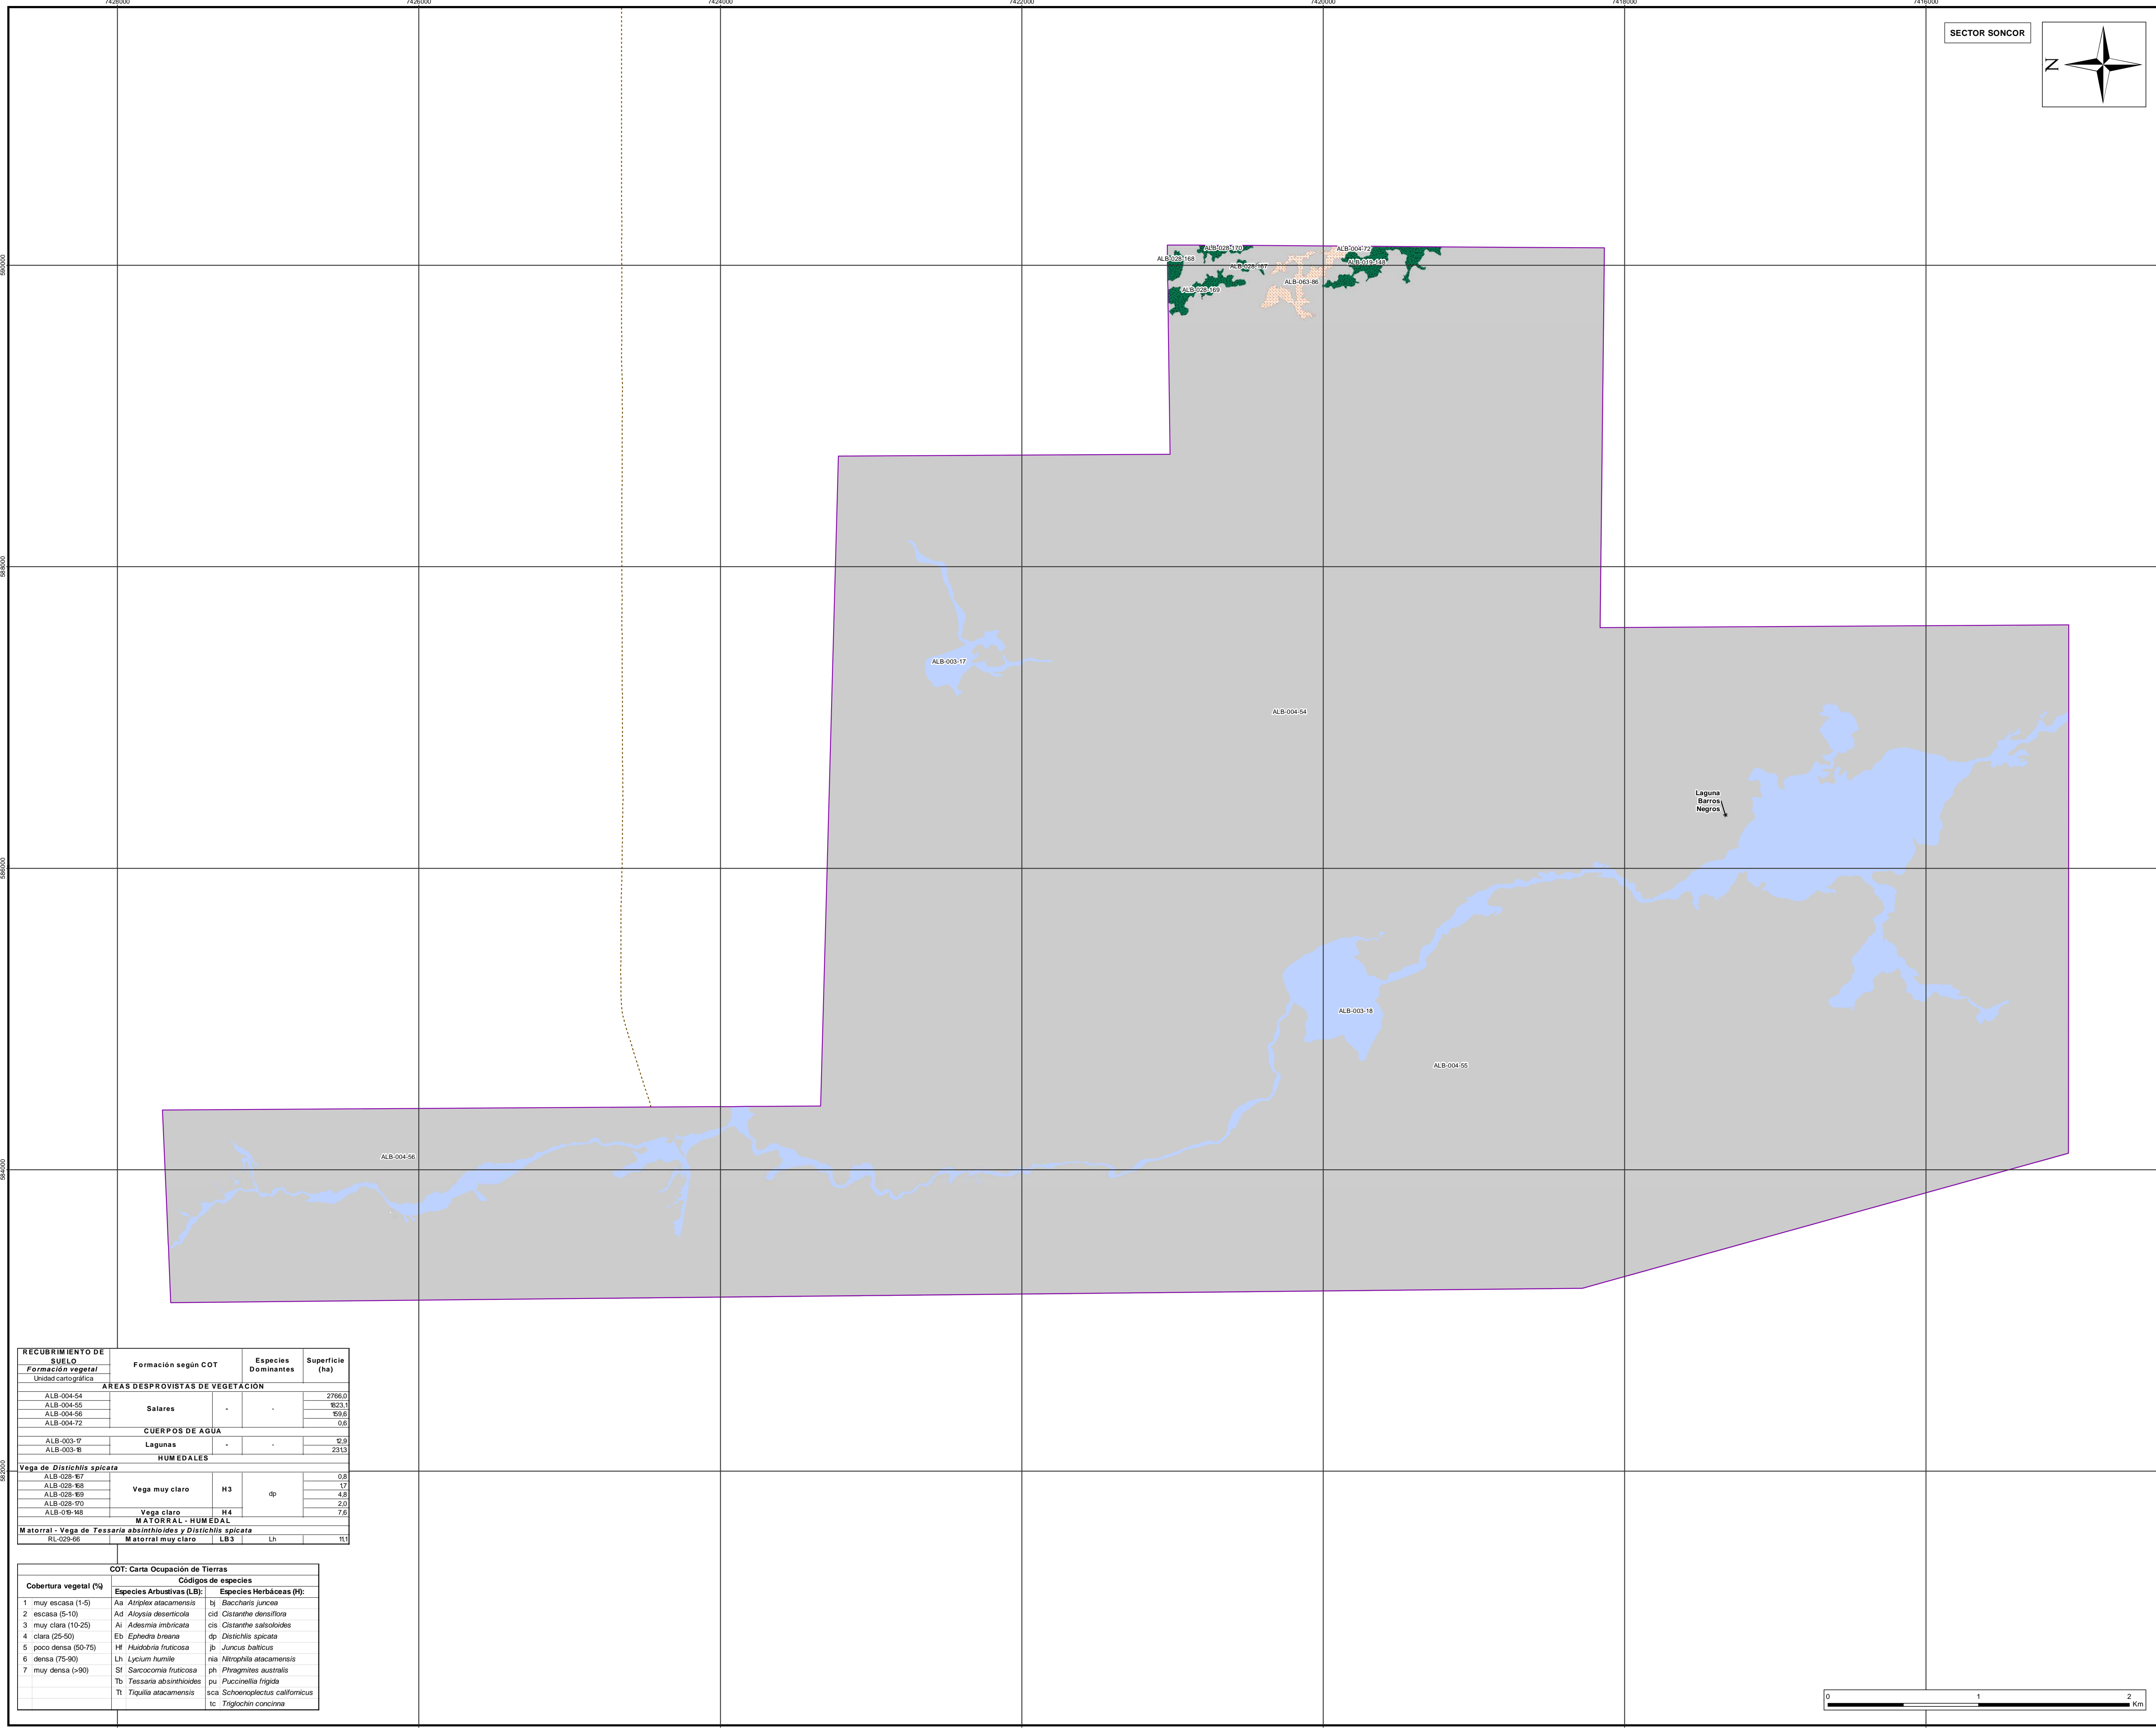 7428000 7426000 7424000 7422000 7420000 7418000 7416000
SECTOR SONCOR
N
590000
588000
586000
584000
582000
ALB-028-170
ALB-004-72
ALB-028-168
ALB-028-167
ALB-019-148
ALB-063-86
ALB-028-169
ALB-003-17
ALB-004-54
Laguna
Barros
Negros
ALB-003-18
ALB-004-55
ALB-004-56
RECUBRIMIENTO DE
SUELO
Formación vegetal
Unidad cartográfica
Formación según COT
Especies
Dominantes
Superficie
(ha)
AREAS DESPROVISTAS DE VEGETACIÓN
ALB-004-54 2766,0
ALB-004-55 1823,1
ALB-004-56 159,6
ALB-004-72 0,6
Salares - -
CUERPOS DE AGUA
ALB-003-17 12,9
ALB-003-18 231,3
Lagunas - -
HUMEDALES
Vega de Distichlis spicata
ALB-028-167 0,8
ALB-028-168 1,7
ALB-028-169 4,8
ALB-028-170 2,0
Vega muy claro H3 dp
ALB-019-148 Vega claro H4 7,6
MATORRAL - HUMEDAL
Matorral - Vega de Tessaria absinthioides y Distichlis spicata
RL-029-66 Matorral muy claro LB3 Lh 11,1
COT: Carta Ocupación de Tierras
Cobertura vegetal (%) Códigos de especies
Especies Arbustivas (LB): Especies Herbáceas (H):
1 muy escasa (1-5) Aa Atriplex atacamensis bj Baccharis juncea
2 escasa (5-10) Ad Aloysia deserticola cid Cistanthe densiflora
3 muy clara (10-25) Ai Adesmia imbricata cis Cistanthe salsoloides
4 clara (25-50) Eb Ephedra breana dp Distichlis spicata
5 poco densa (50-75) Hf Huidobria fruticosa jb Juncus balticus
6 densa (75-90) Lh Lycium humile nia Nitrophila atacamensis
7 muy densa (>90) Sf Sarcocornia fruticosa ph Phragmites australis
Tb Tessaria absinthioides pu Puccinellia frigida
Tt Tiquilia atacamensis sca Schoenoplectus californicus
tc Triglochin concinna
0 1 2
Km